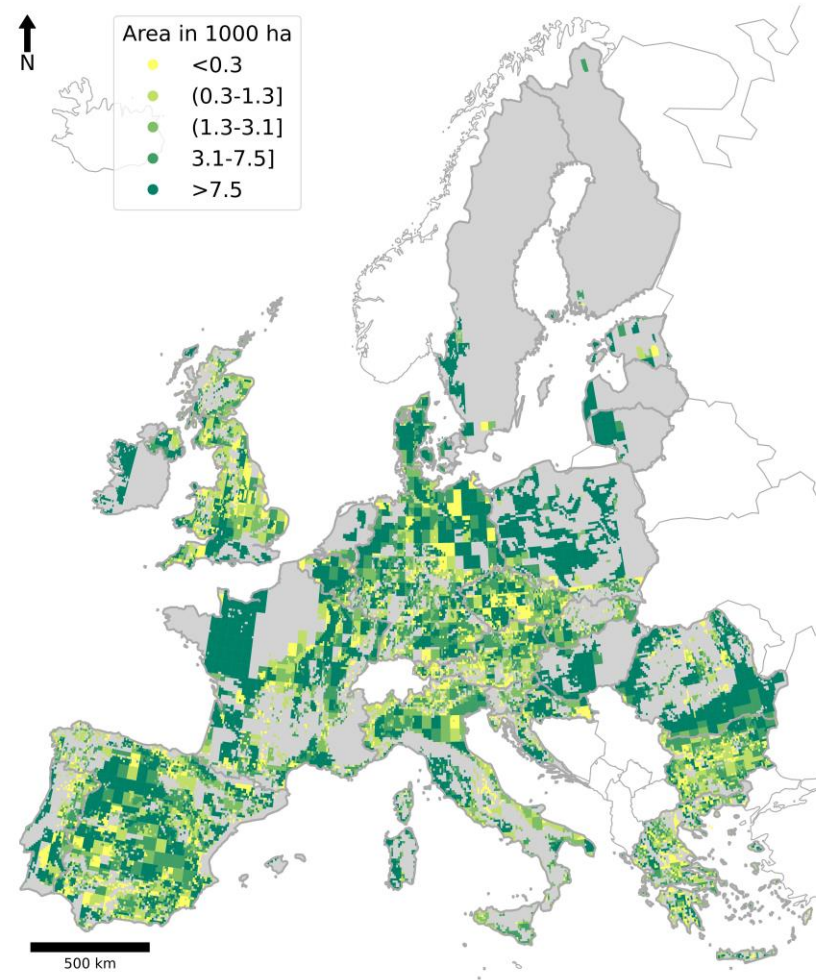 N
Area in 1000 ha
<0.3
(0.3-1.3]
(1.3-3.1]
3.1-7.5]
>7.5
500 km